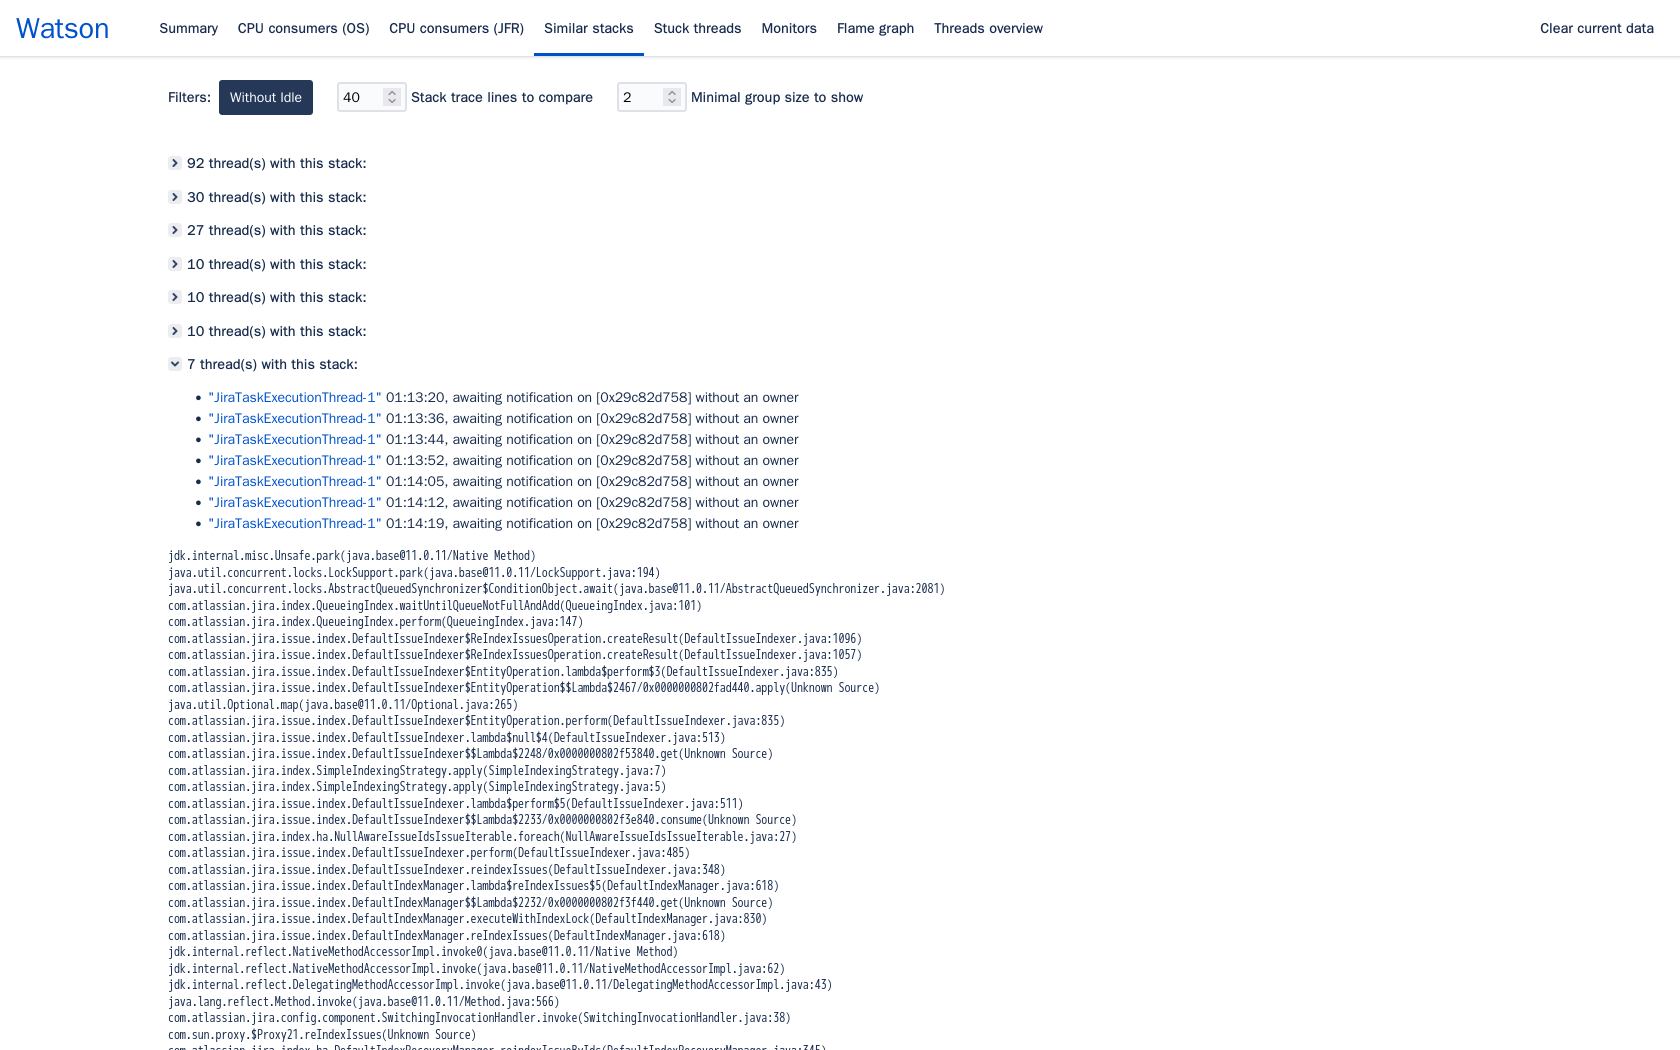 Watson
Summary
CPU consumers (OS)
CPU consumers (JFR)
Similar stacks
Stuck threads
Monitors
Flame graph
Threads overview
Clear current data
Filters: Without Idle 40 Stack trace lines to compare 2 Minimal group size to show
92 thread(s) with this stack:
30 thread(s) with this stack:
27 thread(s) with this stack:
10 thread(s) with this stack:
10 thread(s) with this stack:
10 thread(s) with this stack:
7 thread(s) with this stack:
• "JiraTaskExecutionThread-1" 01:13:20, awaiting notification on [0x29c82d758] without an owner
• "JiraTaskExecutionThread-1" 01:13:36, awaiting notification on [0x29c82d758] without an owner
• "JiraTaskExecutionThread-1" 01:13:44, awaiting notification on [0x29c82d758] without an owner
• "JiraTaskExecutionThread-1" 01:13:52, awaiting notification on [0x29c82d758] without an owner
• "JiraTaskExecutionThread-1" 01:14:05, awaiting notification on [0x29c82d758] without an owner
• "JiraTaskExecutionThread-1" 01:14:12, awaiting notification on [0x29c82d758] without an owner
• "JiraTaskExecutionThread-1" 01:14:19, awaiting notification on [0x29c82d758] without an owner
jdk.internal.misc.Unsafe.park(java.base@11.0.11/Native Method)
java.util.concurrent.locks.LockSupport.park(java.base@11.0.11/LockSupport.java:194)
java.util.concurrent.locks.AbstractQueuedSynchronizer$ConditionObject.await(java.base@11.0.11/AbstractQueuedSynchronizer.java:2081)
com.atlassian.jira.index.QueueingIndex.waitUntilQueueNotFullAndAdd(QueueingIndex.java:101)
com.atlassian.jira.index.QueueingIndex.perform(QueueingIndex.java:147)
com.atlassian.jira.issue.index.DefaultIssueIndexer$ReIndexIssuesOperation.createResult(DefaultIssueIndexer.java:1096)
com.atlassian.jira.issue.index.DefaultIssueIndexer$ReIndexIssuesOperation.createResult(DefaultIssueIndexer.java:1057)
com.atlassian.jira.issue.index.DefaultIssueIndexer$EntityOperation.lambda$perform$3(DefaultIssueIndexer.java:835)
com.atlassian.jira.issue.index.DefaultIssueIndexer$EntityOperation$$Lambda$2467/0x0000000802fad440.apply(Unknown Source)
java.util.Optional.map(java.base@11.0.11/Optional.java:265)
com.atlassian.jira.issue.index.DefaultIssueIndexer$EntityOperation.perform(DefaultIssueIndexer.java:835)
com.atlassian.jira.issue.index.DefaultIssueIndexer.lambda$null$4(DefaultIssueIndexer.java:513)
com.atlassian.jira.issue.index.DefaultIssueIndexer$$Lambda$2248/0x0000000802f53840.get(Unknown Source)
com.atlassian.jira.index.SimpleIndexingStrategy.apply(SimpleIndexingStrategy.java:7)
com.atlassian.jira.index.SimpleIndexingStrategy.apply(SimpleIndexingStrategy.java:5)
com.atlassian.jira.issue.index.DefaultIssueIndexer.lambda$perform$5(DefaultIssueIndexer.java:511)
com.atlassian.jira.issue.index.DefaultIssueIndexer$$Lambda$2233/0x0000000802f3e840.consume(Unknown Source)
com.atlassian.jira.index.ha.NullAwareIssueIdsIssueIterable.foreach(NullAwareIssueIdsIssueIterable.java:27)
com.atlassian.jira.issue.index.DefaultIssueIndexer.perform(DefaultIssueIndexer.java:485)
com.atlassian.jira.issue.index.DefaultIssueIndexer.reindexIssues(DefaultIssueIndexer.java:348)
com.atlassian.jira.issue.index.DefaultIndexManager.lambda$reIndexIssues$5(DefaultIndexManager.java:618)
com.atlassian.jira.issue.index.DefaultIndexManager$$Lambda$2232/0x0000000802f3f440.get(Unknown Source)
com.atlassian.jira.issue.index.DefaultIndexManager.executeWithIndexLock(DefaultIndexManager.java:830)
com.atlassian.jira.issue.index.DefaultIndexManager.reIndexIssues(DefaultIndexManager.java:618)
jdk.internal.reflect.NativeMethodAccessorImpl.invoke0(java.base@11.0.11/Native Method)
jdk.internal.reflect.NativeMethodAccessorImpl.invoke(java.base@11.0.11/NativeMethodAccessorImpl.java:62)
jdk.internal.reflect.DelegatingMethodAccessorImpl.invoke(java.base@11.0.11/DelegatingMethodAccessorImpl.java:43)
java.lang.reflect.Method.invoke(java.base@11.0.11/Method.java:566)
com.atlassian.jira.config.component.SwitchingInvocationHandler.invoke(SwitchingInvocationHandler.java:38)
com.sun.proxy.$Proxy21.reIndexIssues(Unknown Source)
com.atlassian.jira.index.ha.DefaultIndexRecoveryManager.reindexIssueByIds(DefaultIndexRecoveryManager.java:345)